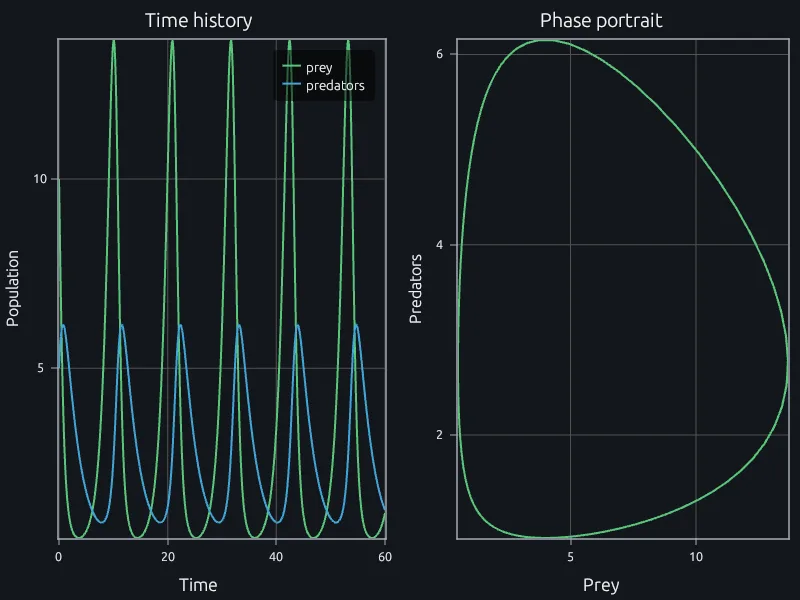 Time history
Phase portrait
prey
predators
Population
10
5
0
20
40
60
Time
Predators
6
4
2
5
10
Prey